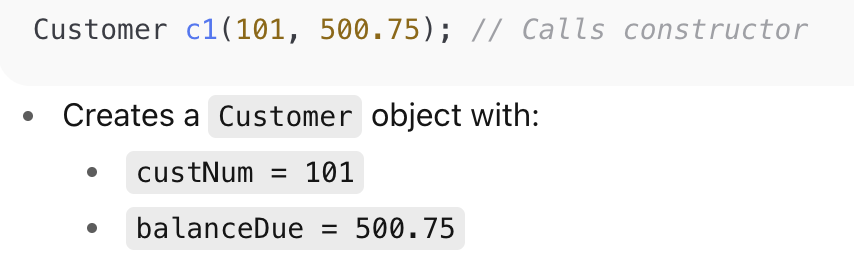 Customer c1(101, 500.75); // Calls constructor
• Creates a Customer object with:
• custNum = 101
• balanceDue = 500.75